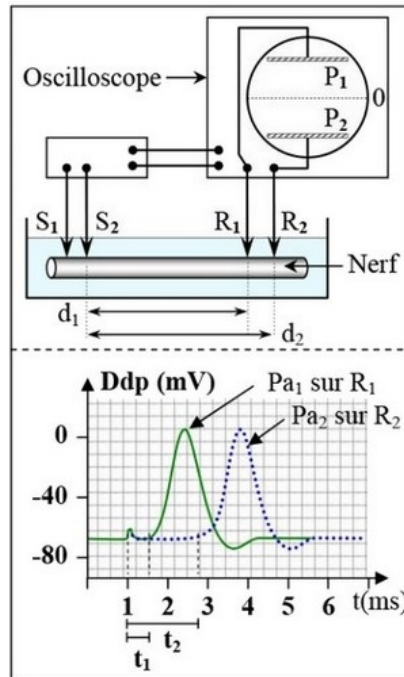 Oscilloscope
P₁
0
P₂
S₁ S₂ R₁ R₂
Nerf
d₁
d₂
Ddp (mV)
Pa₁ sur R₁
Pa₂ sur R₂
0
-40
-80
1 2 3 4 5 6 t(ms)
t₂
t₁